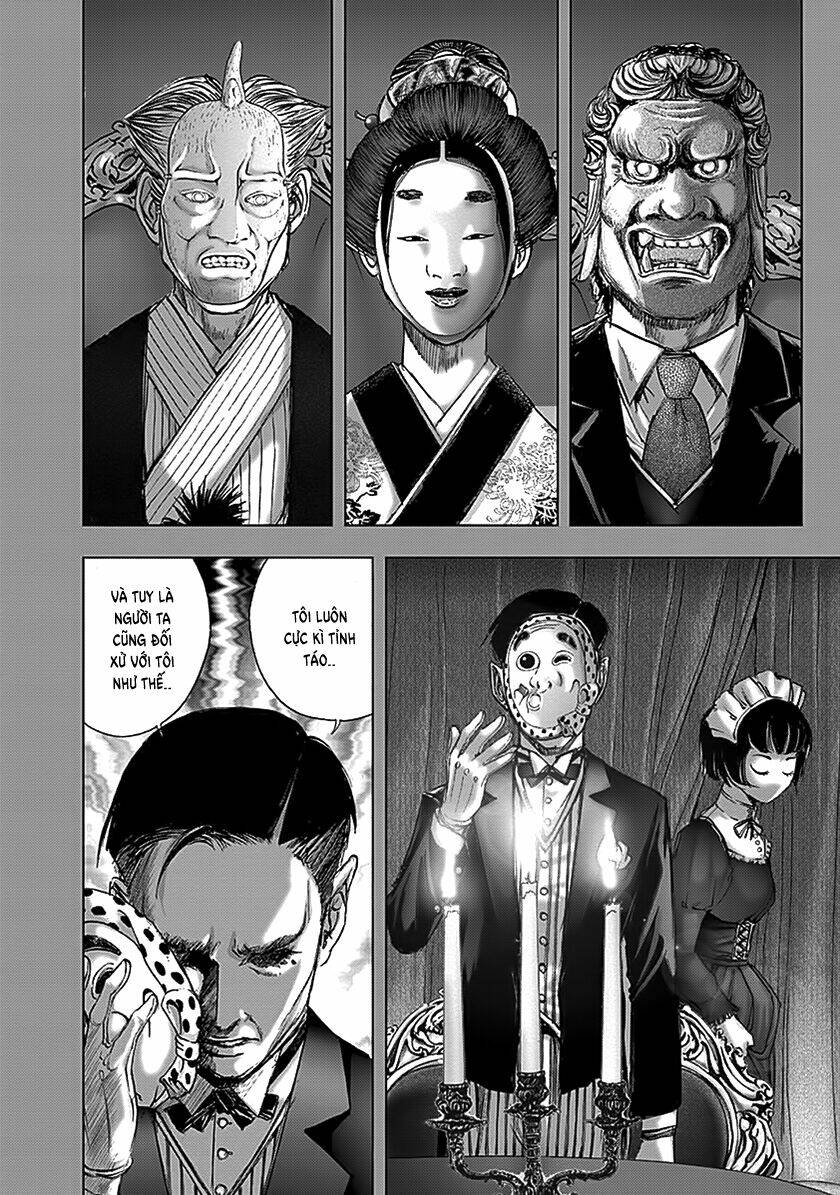 TÔI LUÔN
CỰC KÌ TỈNH
TÁO..
VÀ TUY LÀ
NGƯỜI TA
CŨNG ĐỐI
XỬ VỚI TÔI
NHƯ THẾ..